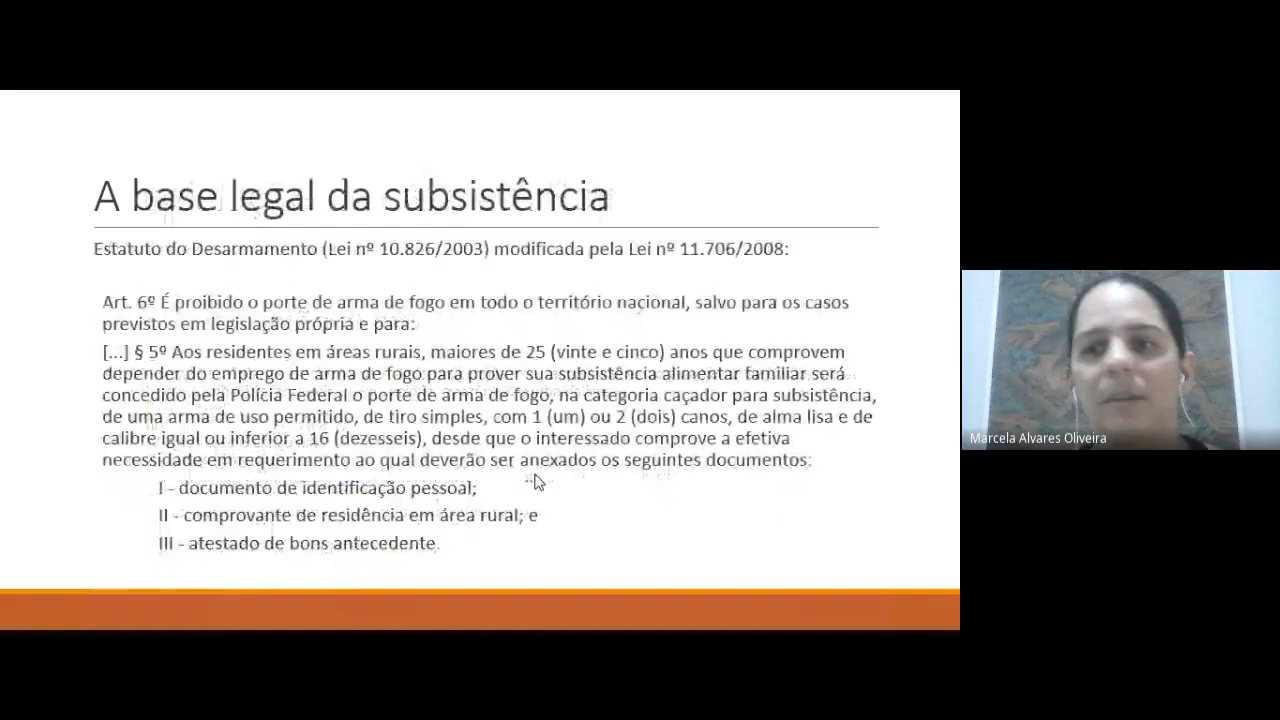 A base legal da subsistência
Estatuto do Desarmamento (Lei nº 10.826/2003) modificada pela Lei nº 11.706/2008:
Art. 6º É proibido o porte de arma de fogo em todo o território nacional, salvo para os casos
previstos em legislação própria e para:
[...] § 5º Aos residentes em áreas rurais, maiores de 25 (vinte e cinco) anos que comprovem
depender do emprego de arma de fogo para prover sua subsistência alimentar familiar será
concedido pela Polícia Federal o porte de arma de fogo, na categoria caçador para subsistência,
de uma arma de uso permitido, de tiro simples, com 1 (um) ou 2 (dois) canos, de alma lisa e de
calibre igual ou inferior a 16 (dezesseis), desde que o interessado comprove a efetiva
necessidade em requerimento ao qual deverão ser anexados os seguintes documentos:
I - documento de identificação pessoal;
II - comprovante de residência em área rural; e
III - atestado de bons antecedente.
Marcela Alvares Oliveira